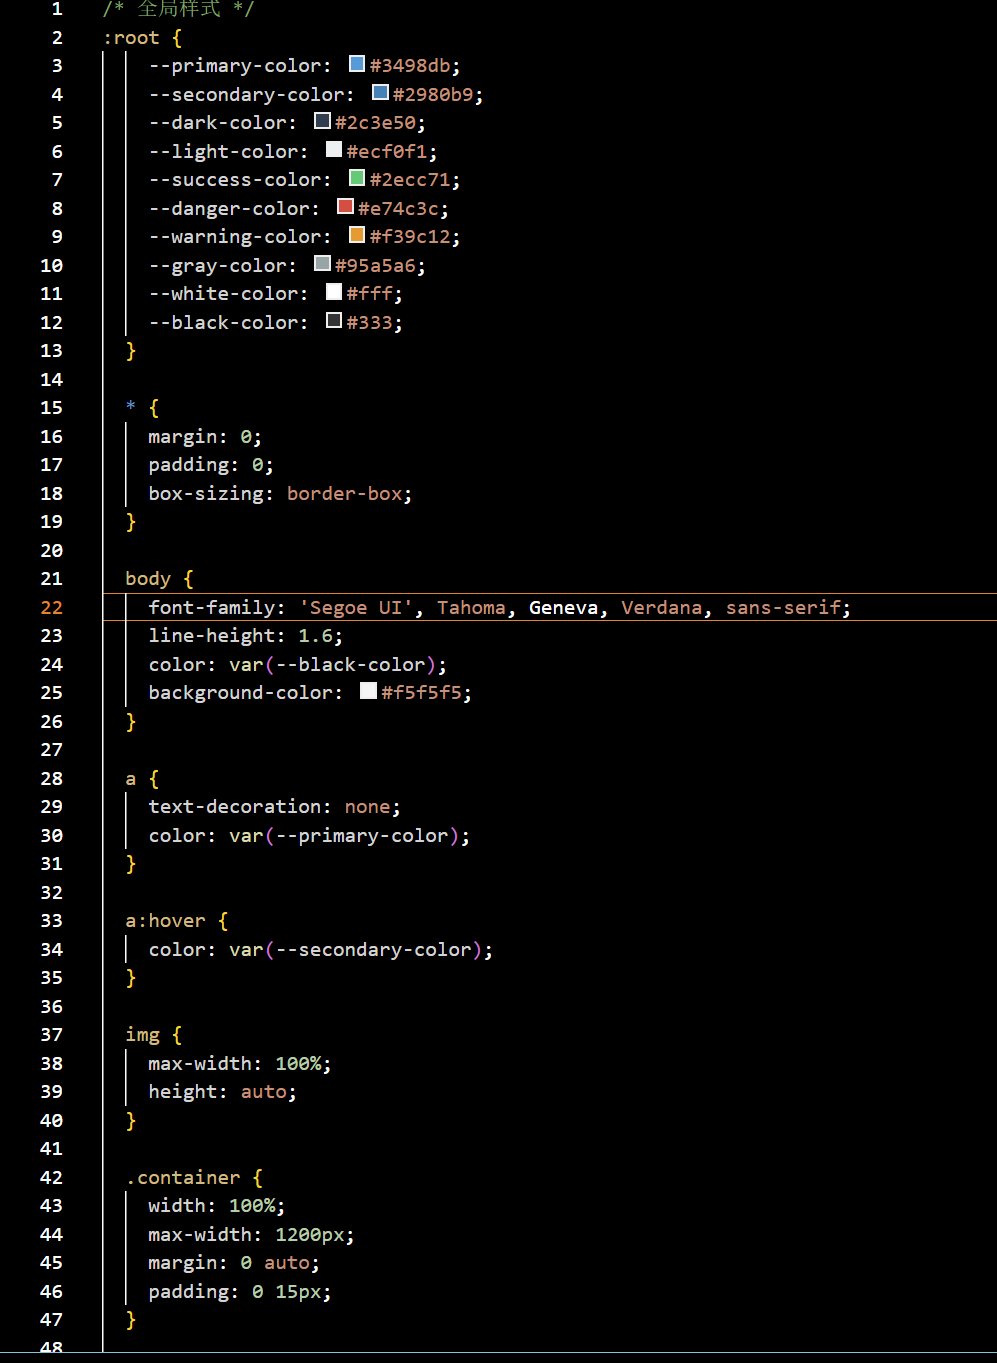 1 /* 全局样式 */
2 :root {
3 --primary-color: #3498db;
4 --secondary-color: #2980b9;
5 --dark-color: #2c3e50;
6 --light-color: #ecf0f1;
7 --success-color: #2ecc71;
8 --danger-color: #e74c3c;
9 --warning-color: #f39c12;
10 --gray-color: #95a5a6;
11 --white-color: #fff;
12 --black-color: #333;
13 }
14
15 * {
16 margin: 0;
17 padding: 0;
18 box-sizing: border-box;
19 }
20
21 body {
22 font-family: 'Segoe UI', Tahoma, Geneva, Verdana, sans-serif;
23 line-height: 1.6;
24 color: var(--black-color);
25 background-color: #f5f5f5;
26 }
27
28 a {
29 text-decoration: none;
30 color: var(--primary-color);
31 }
32
33 a:hover {
34 color: var(--secondary-color);
35 }
36
37 img {
38 max-width: 100%;
39 height: auto;
40 }
41
42 .container {
43 width: 100%;
44 max-width: 1200px;
45 margin: 0 auto;
46 padding: 0 15px;
47 }
48